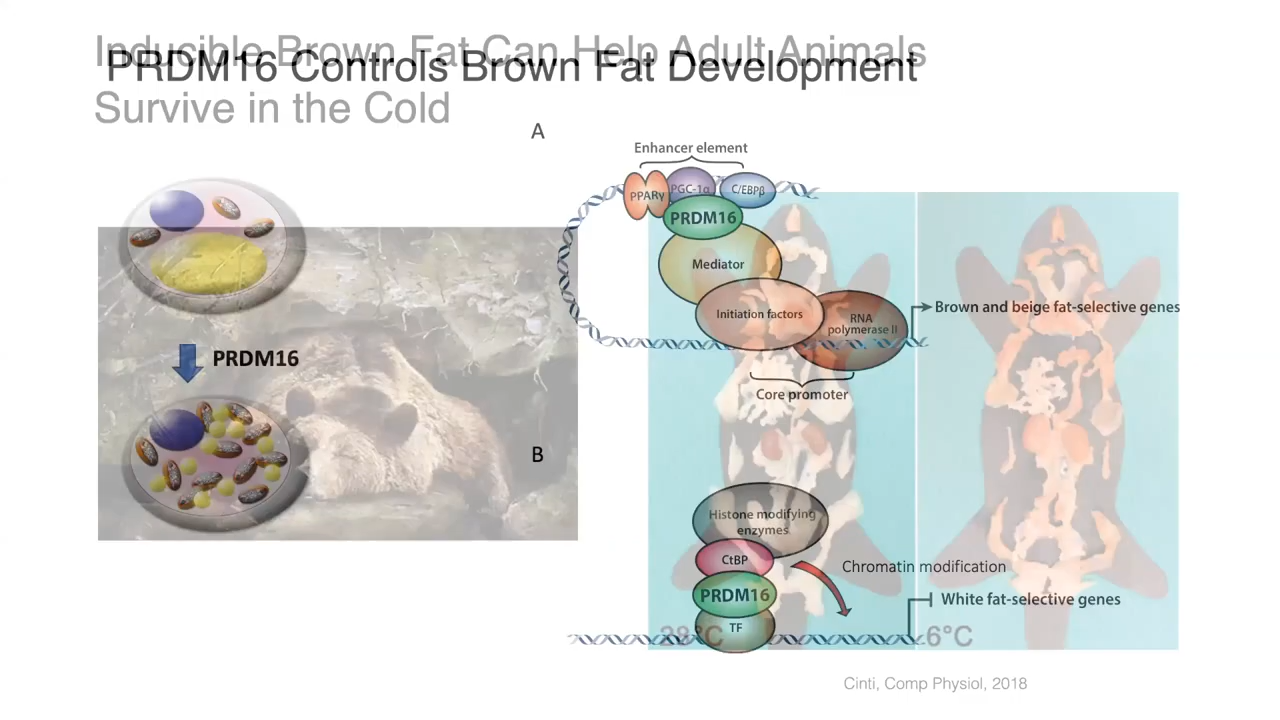 Inducible Brown Fat Can Help Adult Animals
Survive in the Cold
PRDM16 Controls Brown Fat Development
A
Enhancer element
PPARγ
PGC-1α
C/EBPβ
PRDM16
Mediator
Initiation factors
RNA
polymerase II
Brown and beige fat-selective genes
Core promoter
PRDM16
B
Histone modifying
enzymes
CtBP
PRDM16
TF
Chromatin modification
White fat-selective genes
28°C
6°C
Cinti, Comp Physiol, 2018